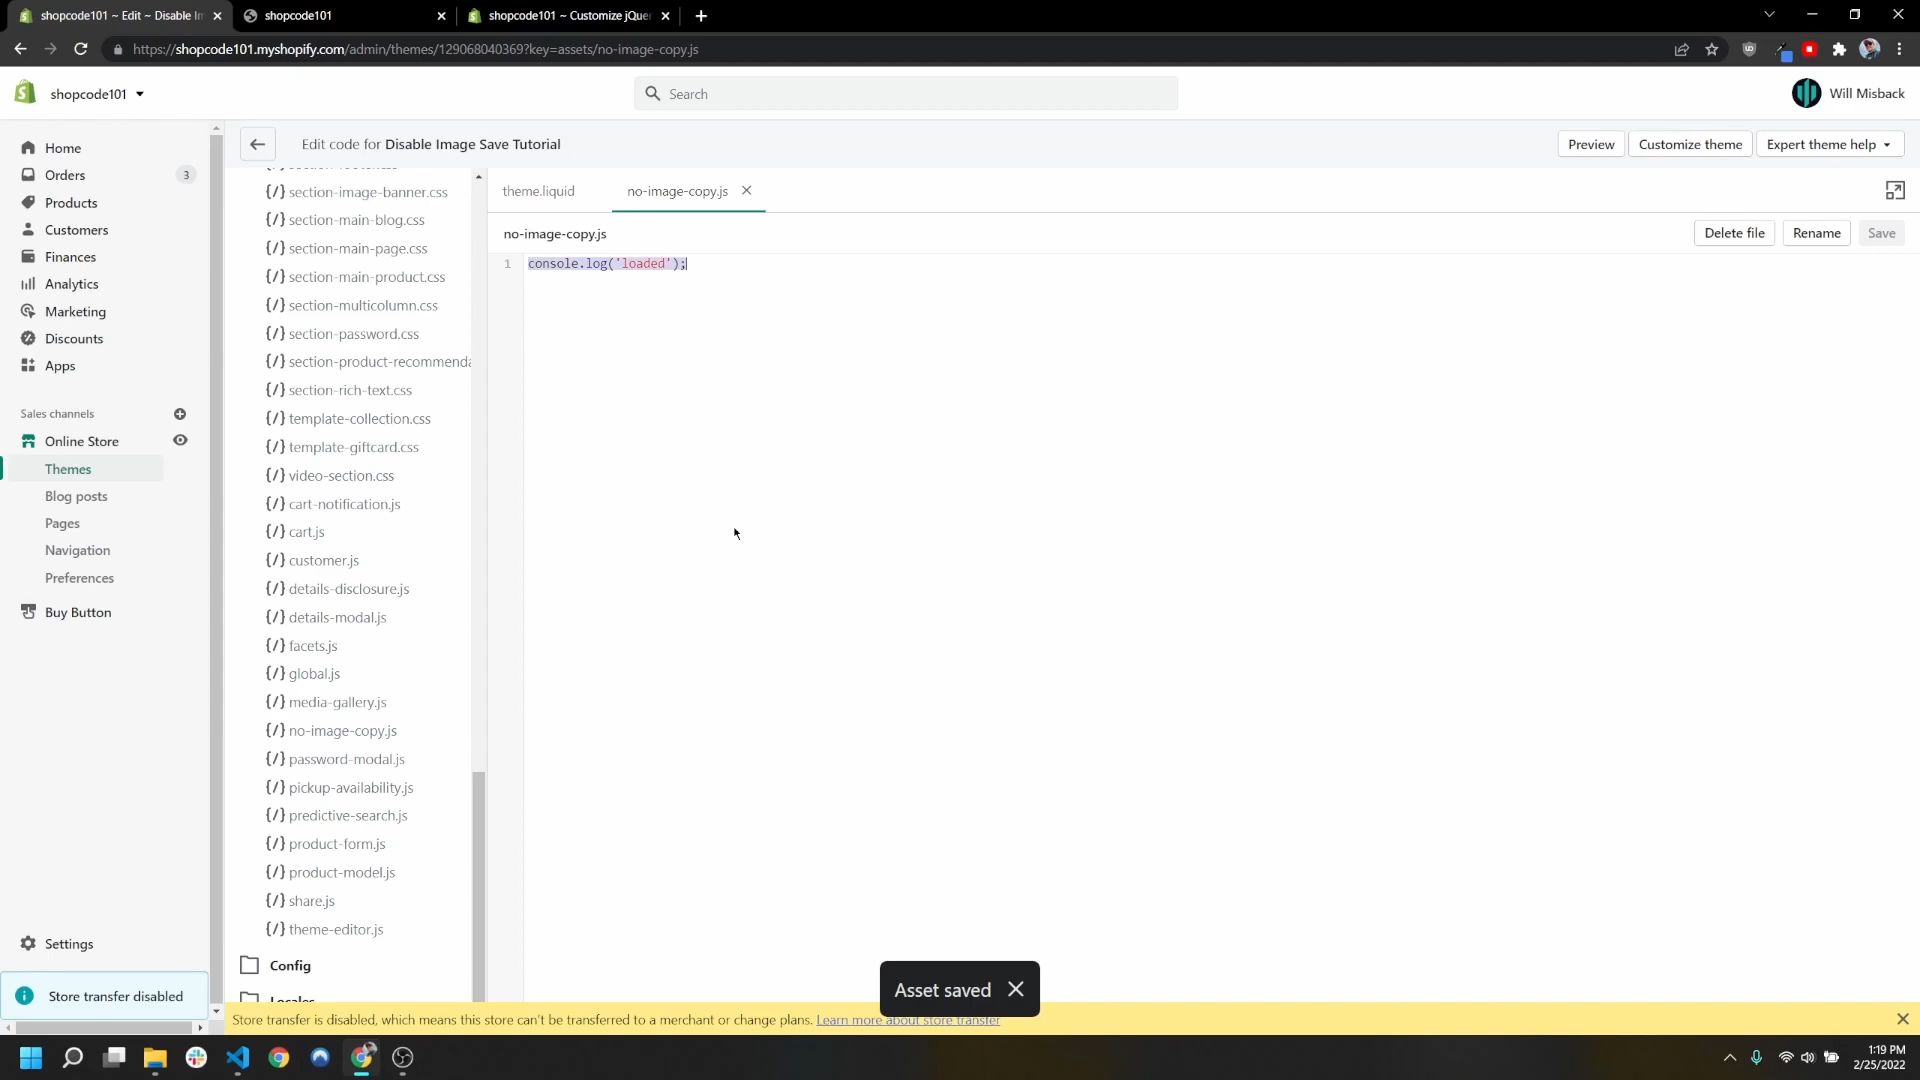 shopcode101 ~ Edit ~ Disable I
shopcode101
shopcode101 ~ Customize jQue
https://shopcode101.myshopify.com/admin/themes/129068040369?key=assets/no-image-copy.js
shopcode101
Search
Will Misback
Home
Orders
3
Products
Customers
Finances
Analytics
Marketing
Discounts
Apps
Sales channels
Online Store
Themes
Blog posts
Pages
Navigation
Preferences
Buy Button
Settings
Store transfer disabled
Edit code for Disable Image Save Tutorial
Preview
Customize theme
Expert theme help
{/} section-image-banner.css
{/} section-main-blog.css
{/} section-main-page.css
{/} section-main-product.css
{/} section-multicolumn.css
{/} section-password.css
{/} section-product-recommenda
{/} section-rich-text.css
{/} template-collection.css
{/} template-giftcard.css
{/} video-section.css
{/} cart-notification.js
{/} cart.js
{/} customer.js
{/} details-disclosure.js
{/} details-modal.js
{/} facets.js
{/} global.js
{/} media-gallery.js
{/} no-image-copy.js
{/} password-modal.js
{/} pickup-availability.js
{/} predictive-search.js
{/} product-form.js
{/} product-model.js
{/} share.js
{/} theme-editor.js
Config
Locales
theme.liquid
no-image-copy.js
no-image-copy.js
Delete file
Rename
Save
1 console.log('loaded');
Asset saved
Store transfer is disabled, which means this store can't be transferred to a merchant or change plans. Learn more about store transfer
1:19 PM
2/25/2022